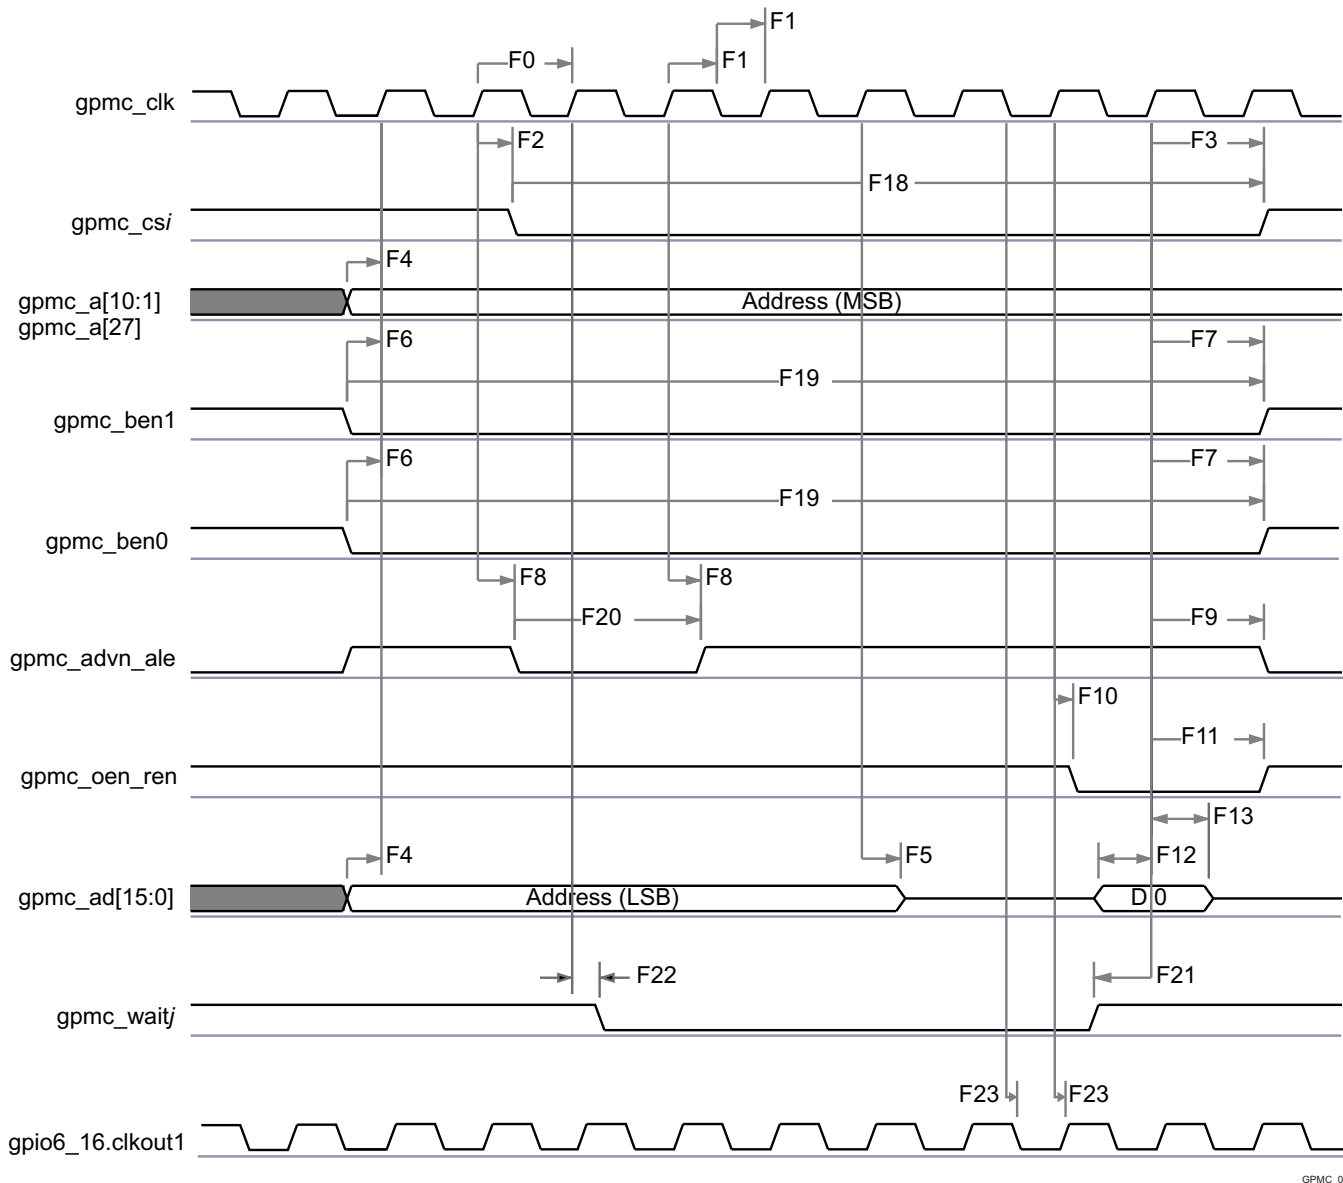 F1
F0
F1
gpmc_clk
F2
F3
F18
gpmc_csi
F4
gpmc_a[10:1]
Address (MSB)
gpmc_a[27]
F6
F7
F19
gpmc_ben1
F6
F7
F19
gpmc_ben0
F8
F8
F20
F9
gpmc_advn_ale
F10
F11
gpmc_oen_ren
F13
F4
F5
F12
gpmc_ad[15:0]
Address (LSB)
D 0
F22
F21
gpmc_waitj
F23
F23
gpio6_16.clkout1
GPMC_0